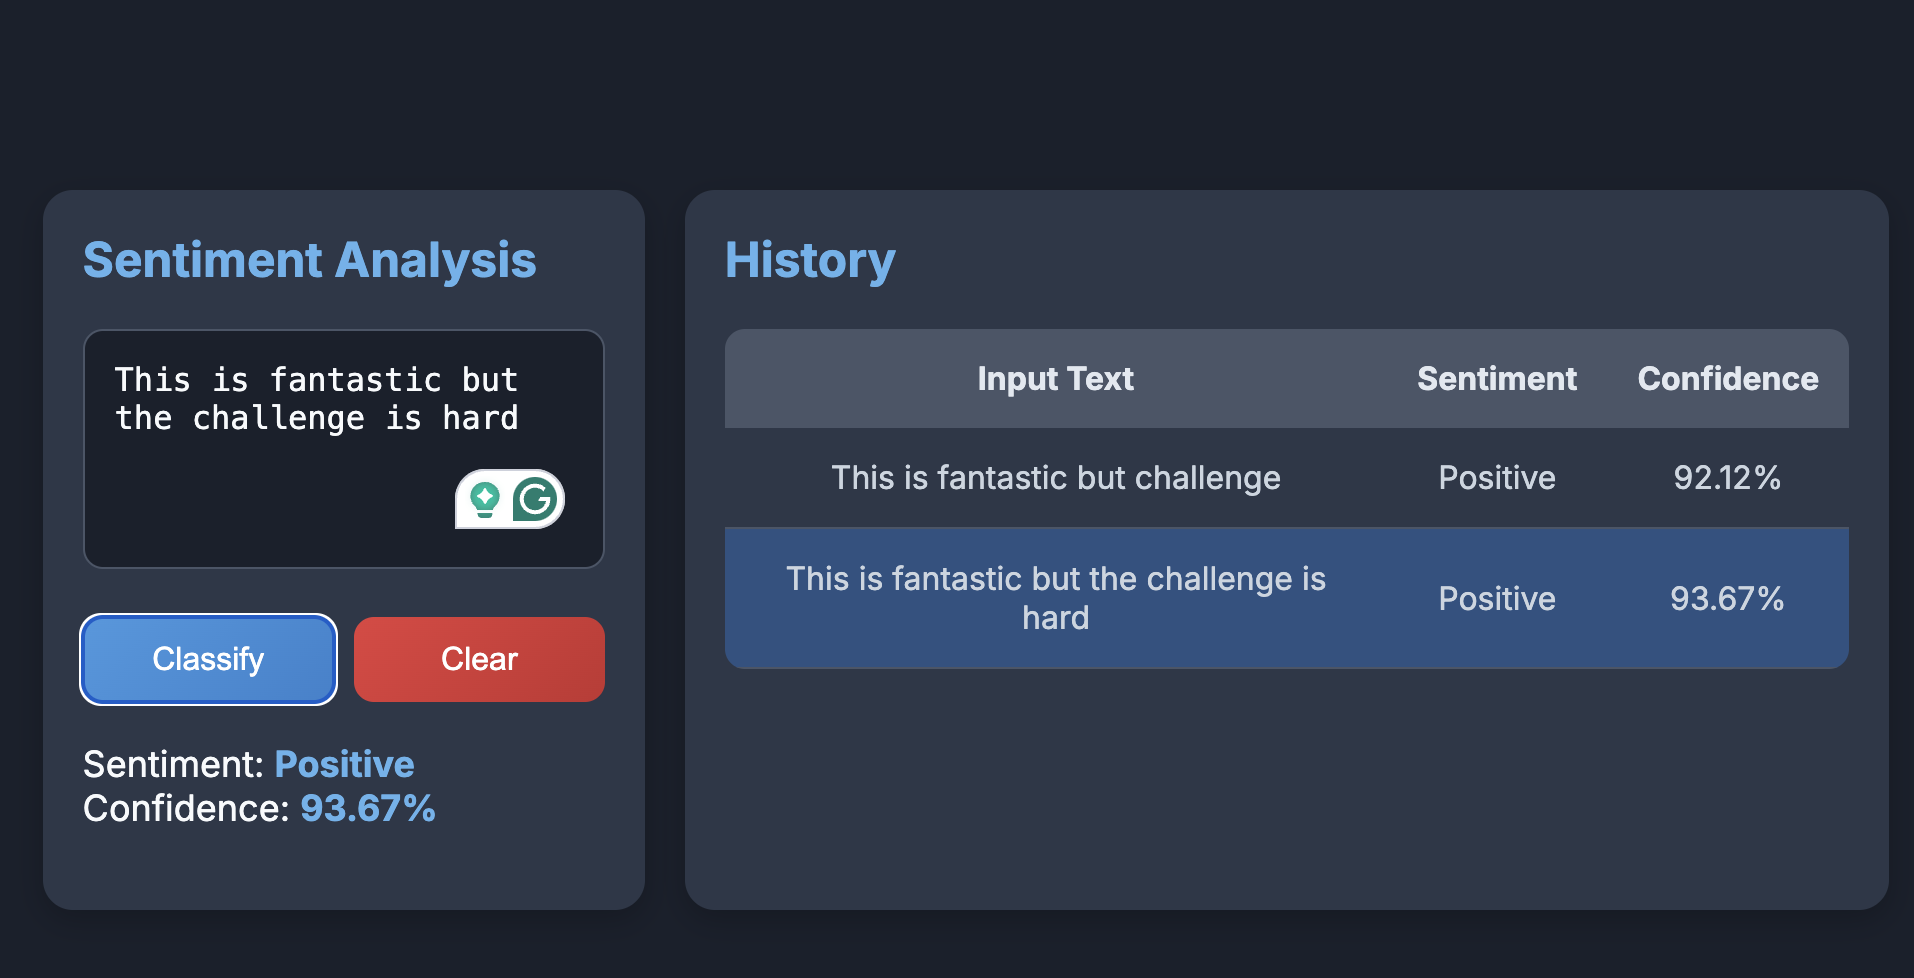 Sentiment Analysis
This is fantastic but
the challenge is hard
Classify
Clear
Sentiment: Positive
Confidence: 93.67%
History
Input Text Sentiment Confidence
This is fantastic but challenge Positive 92.12%
This is fantastic but the challenge is
hard
Positive 93.67%